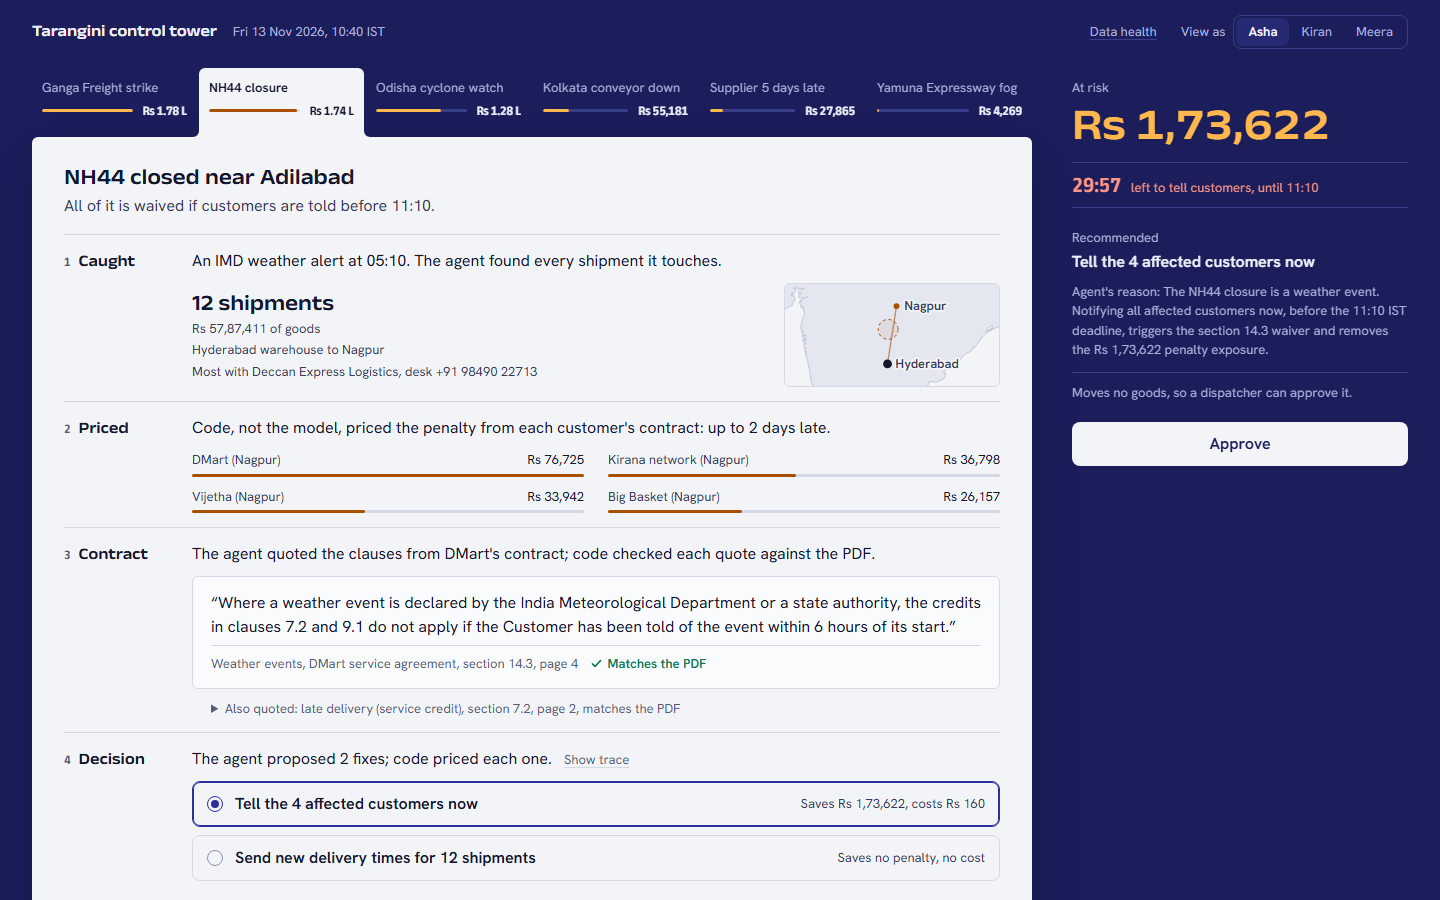 Tarangini control tower
Fri 13 Nov 2026, 10:40 IST
Data health
View as
Asha
Kiran
Meera
Ganga Freight strike
Rs 1.78 L
NH44 closure
Rs 1.74 L
Odisha cyclone watch
Rs 1.28 L
Kolkata conveyor down
Rs 55,181
Supplier 5 days late
Rs 27,865
Yamuna Expressway fog
Rs 4,269
NH44 closed near Adilabad
All of it is waived if customers are told before 11:10.
1 Caught
An IMD weather alert at 05:10. The agent found every shipment it touches.
12 shipments
Rs 57,87,411 of goods
Hyderabad warehouse to Nagpur
Most with Deccan Express Logistics, desk +91 98490 22713
Nagpur
Hyderabad
2 Priced
Code, not the model, priced the penalty from each customer's contract: up to 2 days late.
DMart (Nagpur) Rs 76,725
Kirana network (Nagpur) Rs 36,798
Vijetha (Nagpur) Rs 33,942
Big Basket (Nagpur) Rs 26,157
3 Contract
The agent quoted the clauses from DMart's contract; code checked each quote against the PDF.
“Where a weather event is declared by the India Meteorological Department or a state authority, the credits
in clauses 7.2 and 9.1 do not apply if the Customer has been told of the event within 6 hours of its start.”
Weather events, DMart service agreement, section 14.3, page 4 ✓ Matches the PDF
▶ Also quoted: late delivery (service credit), section 7.2, page 2, matches the PDF
4 Decision
The agent proposed 2 fixes; code priced each one. Show trace
Tell the 4 affected customers now
Saves Rs 1,73,622, costs Rs 160
Send new delivery times for 12 shipments
Saves no penalty, no cost
At risk
Rs 1,73,622
29:57 left to tell customers, until 11:10
Recommended
Tell the 4 affected customers now
Agent's reason: The NH44 closure is a weather event.
Notifying all affected customers now, before the 11:10 IST
deadline, triggers the section 14.3 waiver and removes
the Rs 1,73,622 penalty exposure.
Moves no goods, so a dispatcher can approve it.
Approve